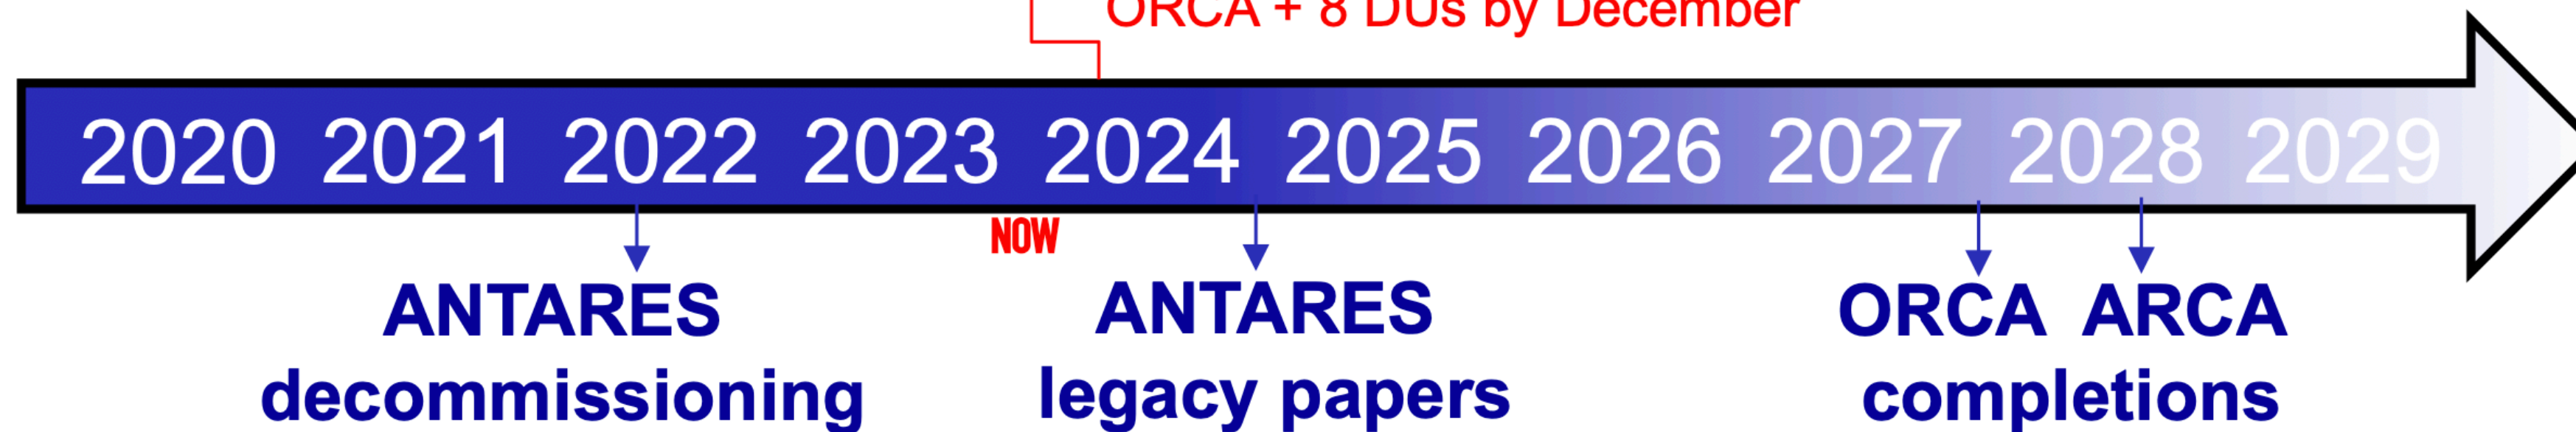 ORCA + 8 DUs by December
2020 2021 2022 2023 2024 2025 2026 2027 2028 2029
NOW
ANTARES
decommissioning
ANTARES
legacy papers
ORCA ARCA
completions